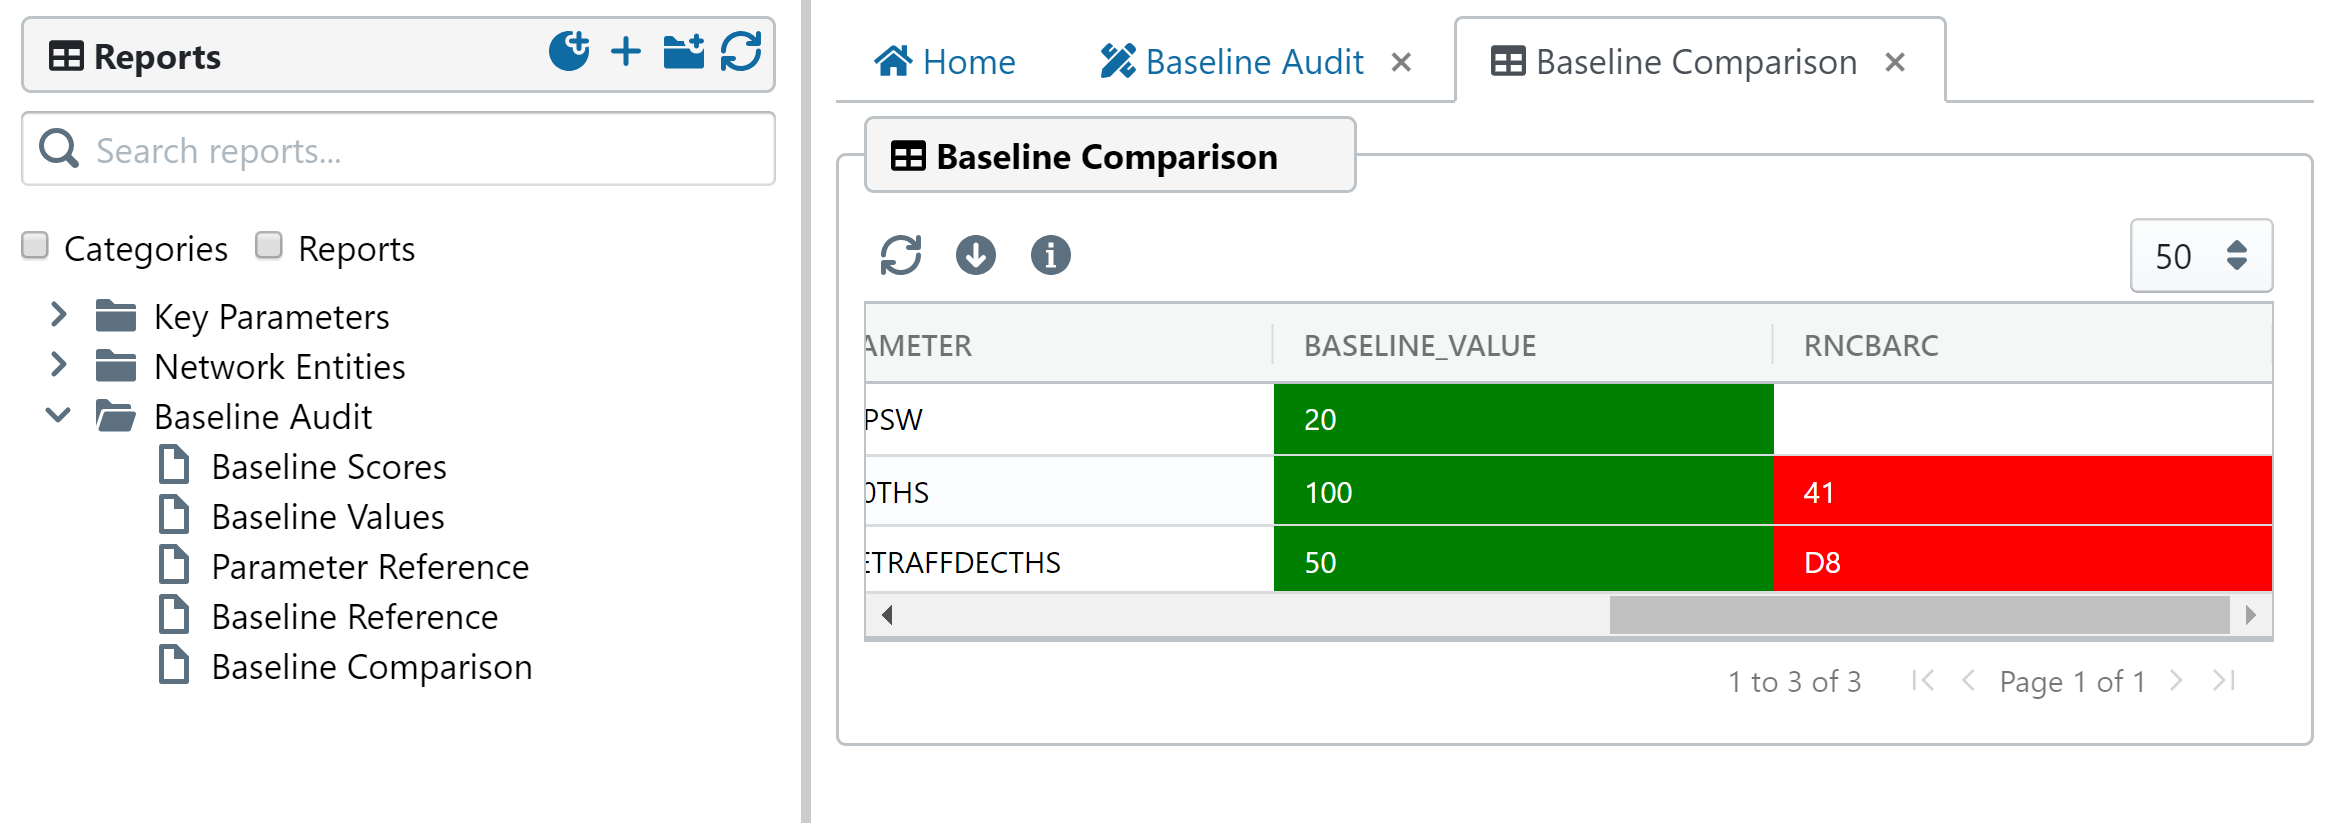 Reports
Search reports...
Categories Reports
Key Parameters
Network Entities
Baseline Audit
Baseline Scores
Baseline Values
Parameter Reference
Baseline Reference
Baseline Comparison
Home Baseline Audit Baseline Comparison
Baseline Comparison
50
AMETER BASELINE_VALUE RNCBARC
PSW 20
0THS 100 41
ETRAFFDECTHS 50 D8
1 to 3 of 3 Page 1 of 1